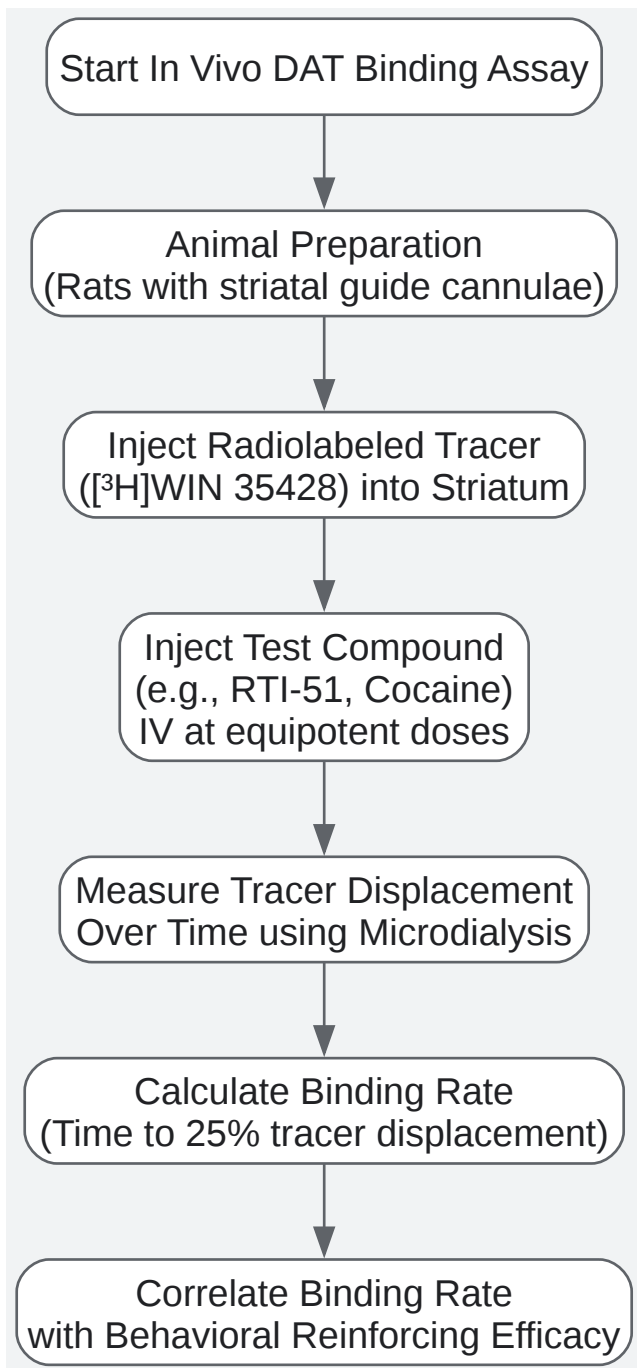 Start In Vivo DAT Binding Assay
Animal Preparation
(Rats with striatal guide cannulae)
Inject Radiolabeled Tracer
([³H]WIN 35428) into Striatum
Inject Test Compound
(e.g., RTI-51, Cocaine)
IV at equipotent doses
Measure Tracer Displacement
Over Time using Microdialysis
Calculate Binding Rate
(Time to 25% tracer displacement)
Correlate Binding Rate
with Behavioral Reinforcing Efficacy